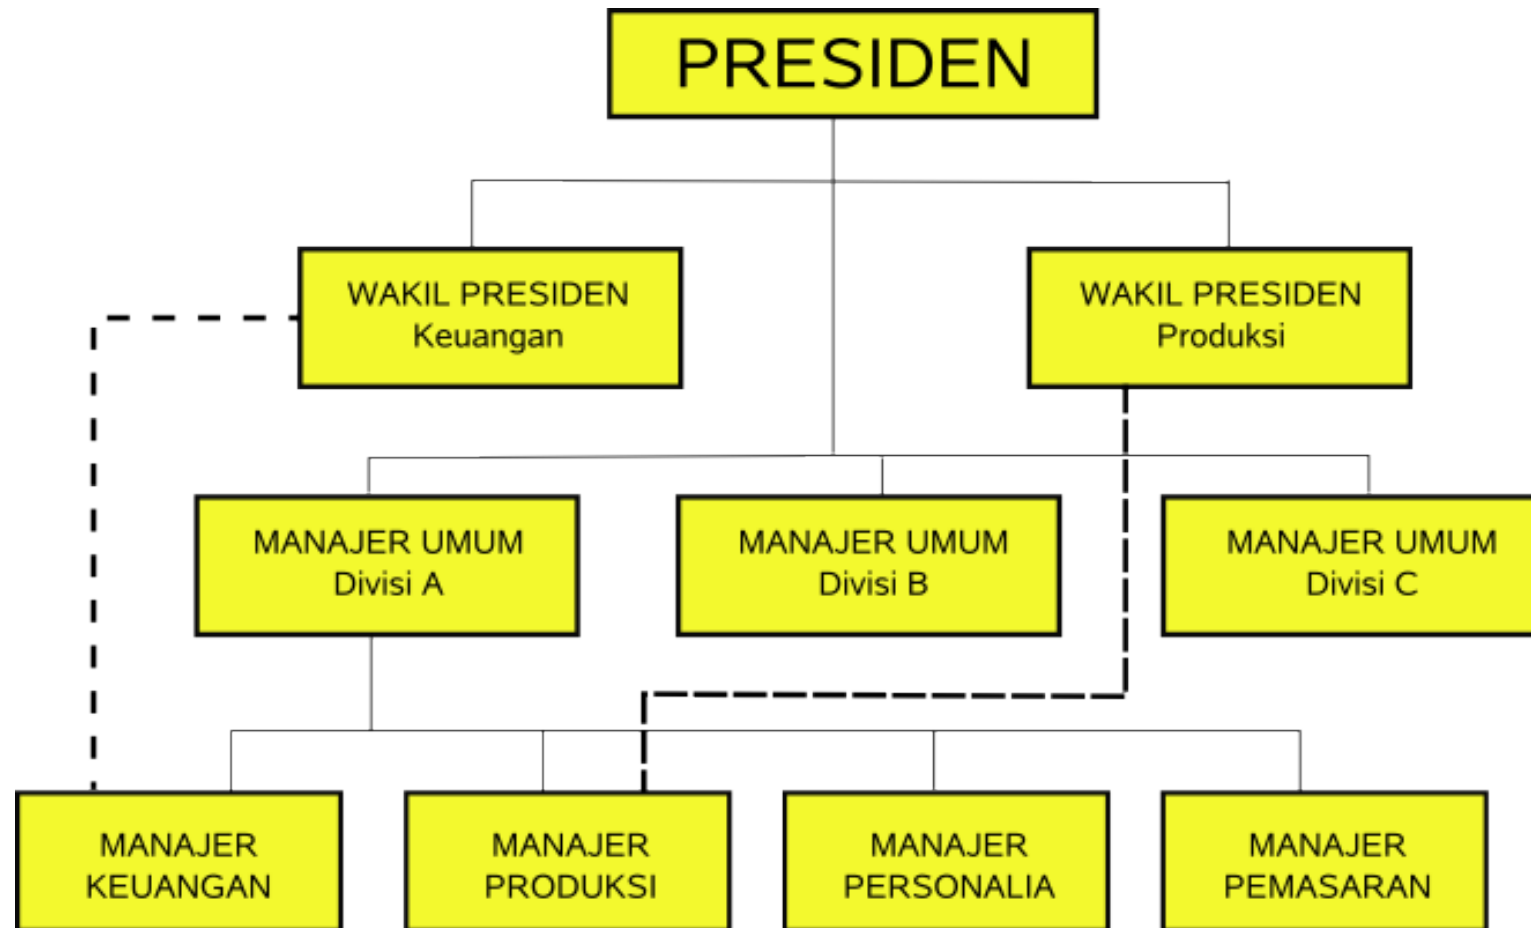 PRESIDEN
WAKIL PRESIDEN
Keuangan
WAKIL PRESIDEN
Produksi
MANAJER UMUM
Divisi A
MANAJER UMUM
Divisi B
MANAJER UMUM
Divisi C
MANAJER
KEUANGAN
MANAJER
PRODUKSI
MANAJER
PERSONALIA
MANAJER
PEMASARAN